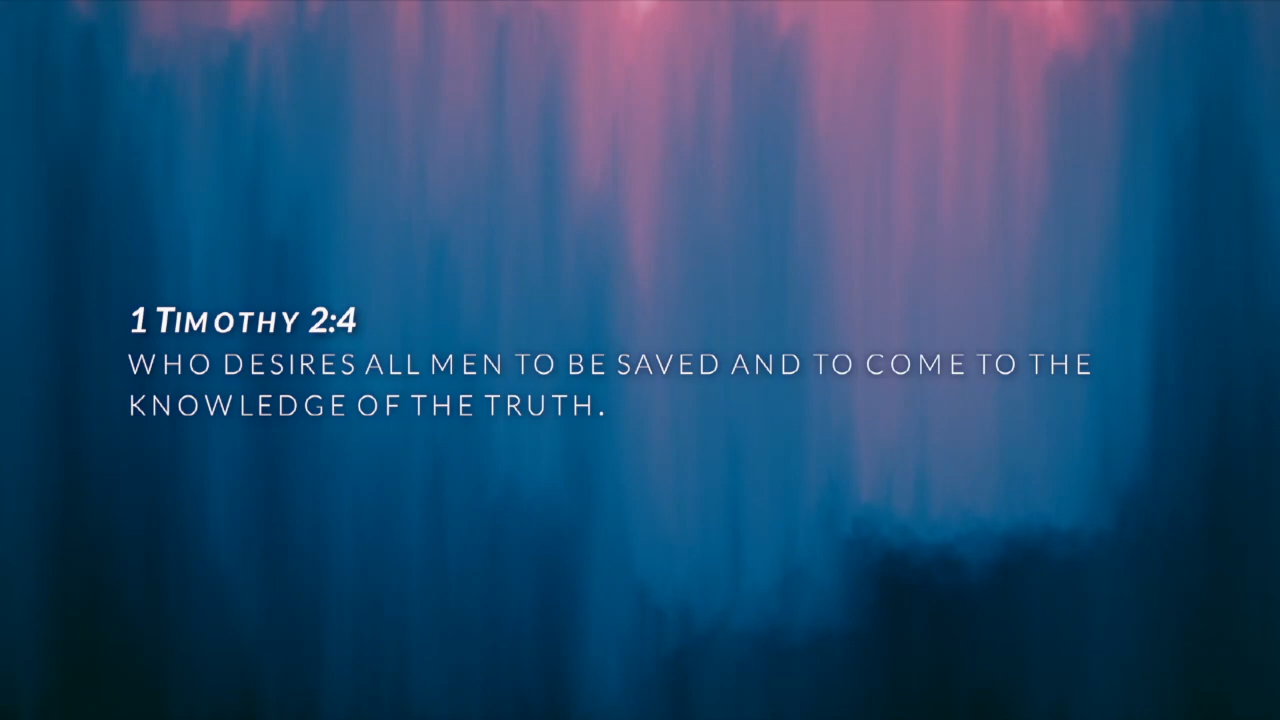 1 Timothy 2:4
WHO DESIRES ALL MEN TO BE SAVED AND TO COME TO THE
KNOWLEDGE OF THE TRUTH.